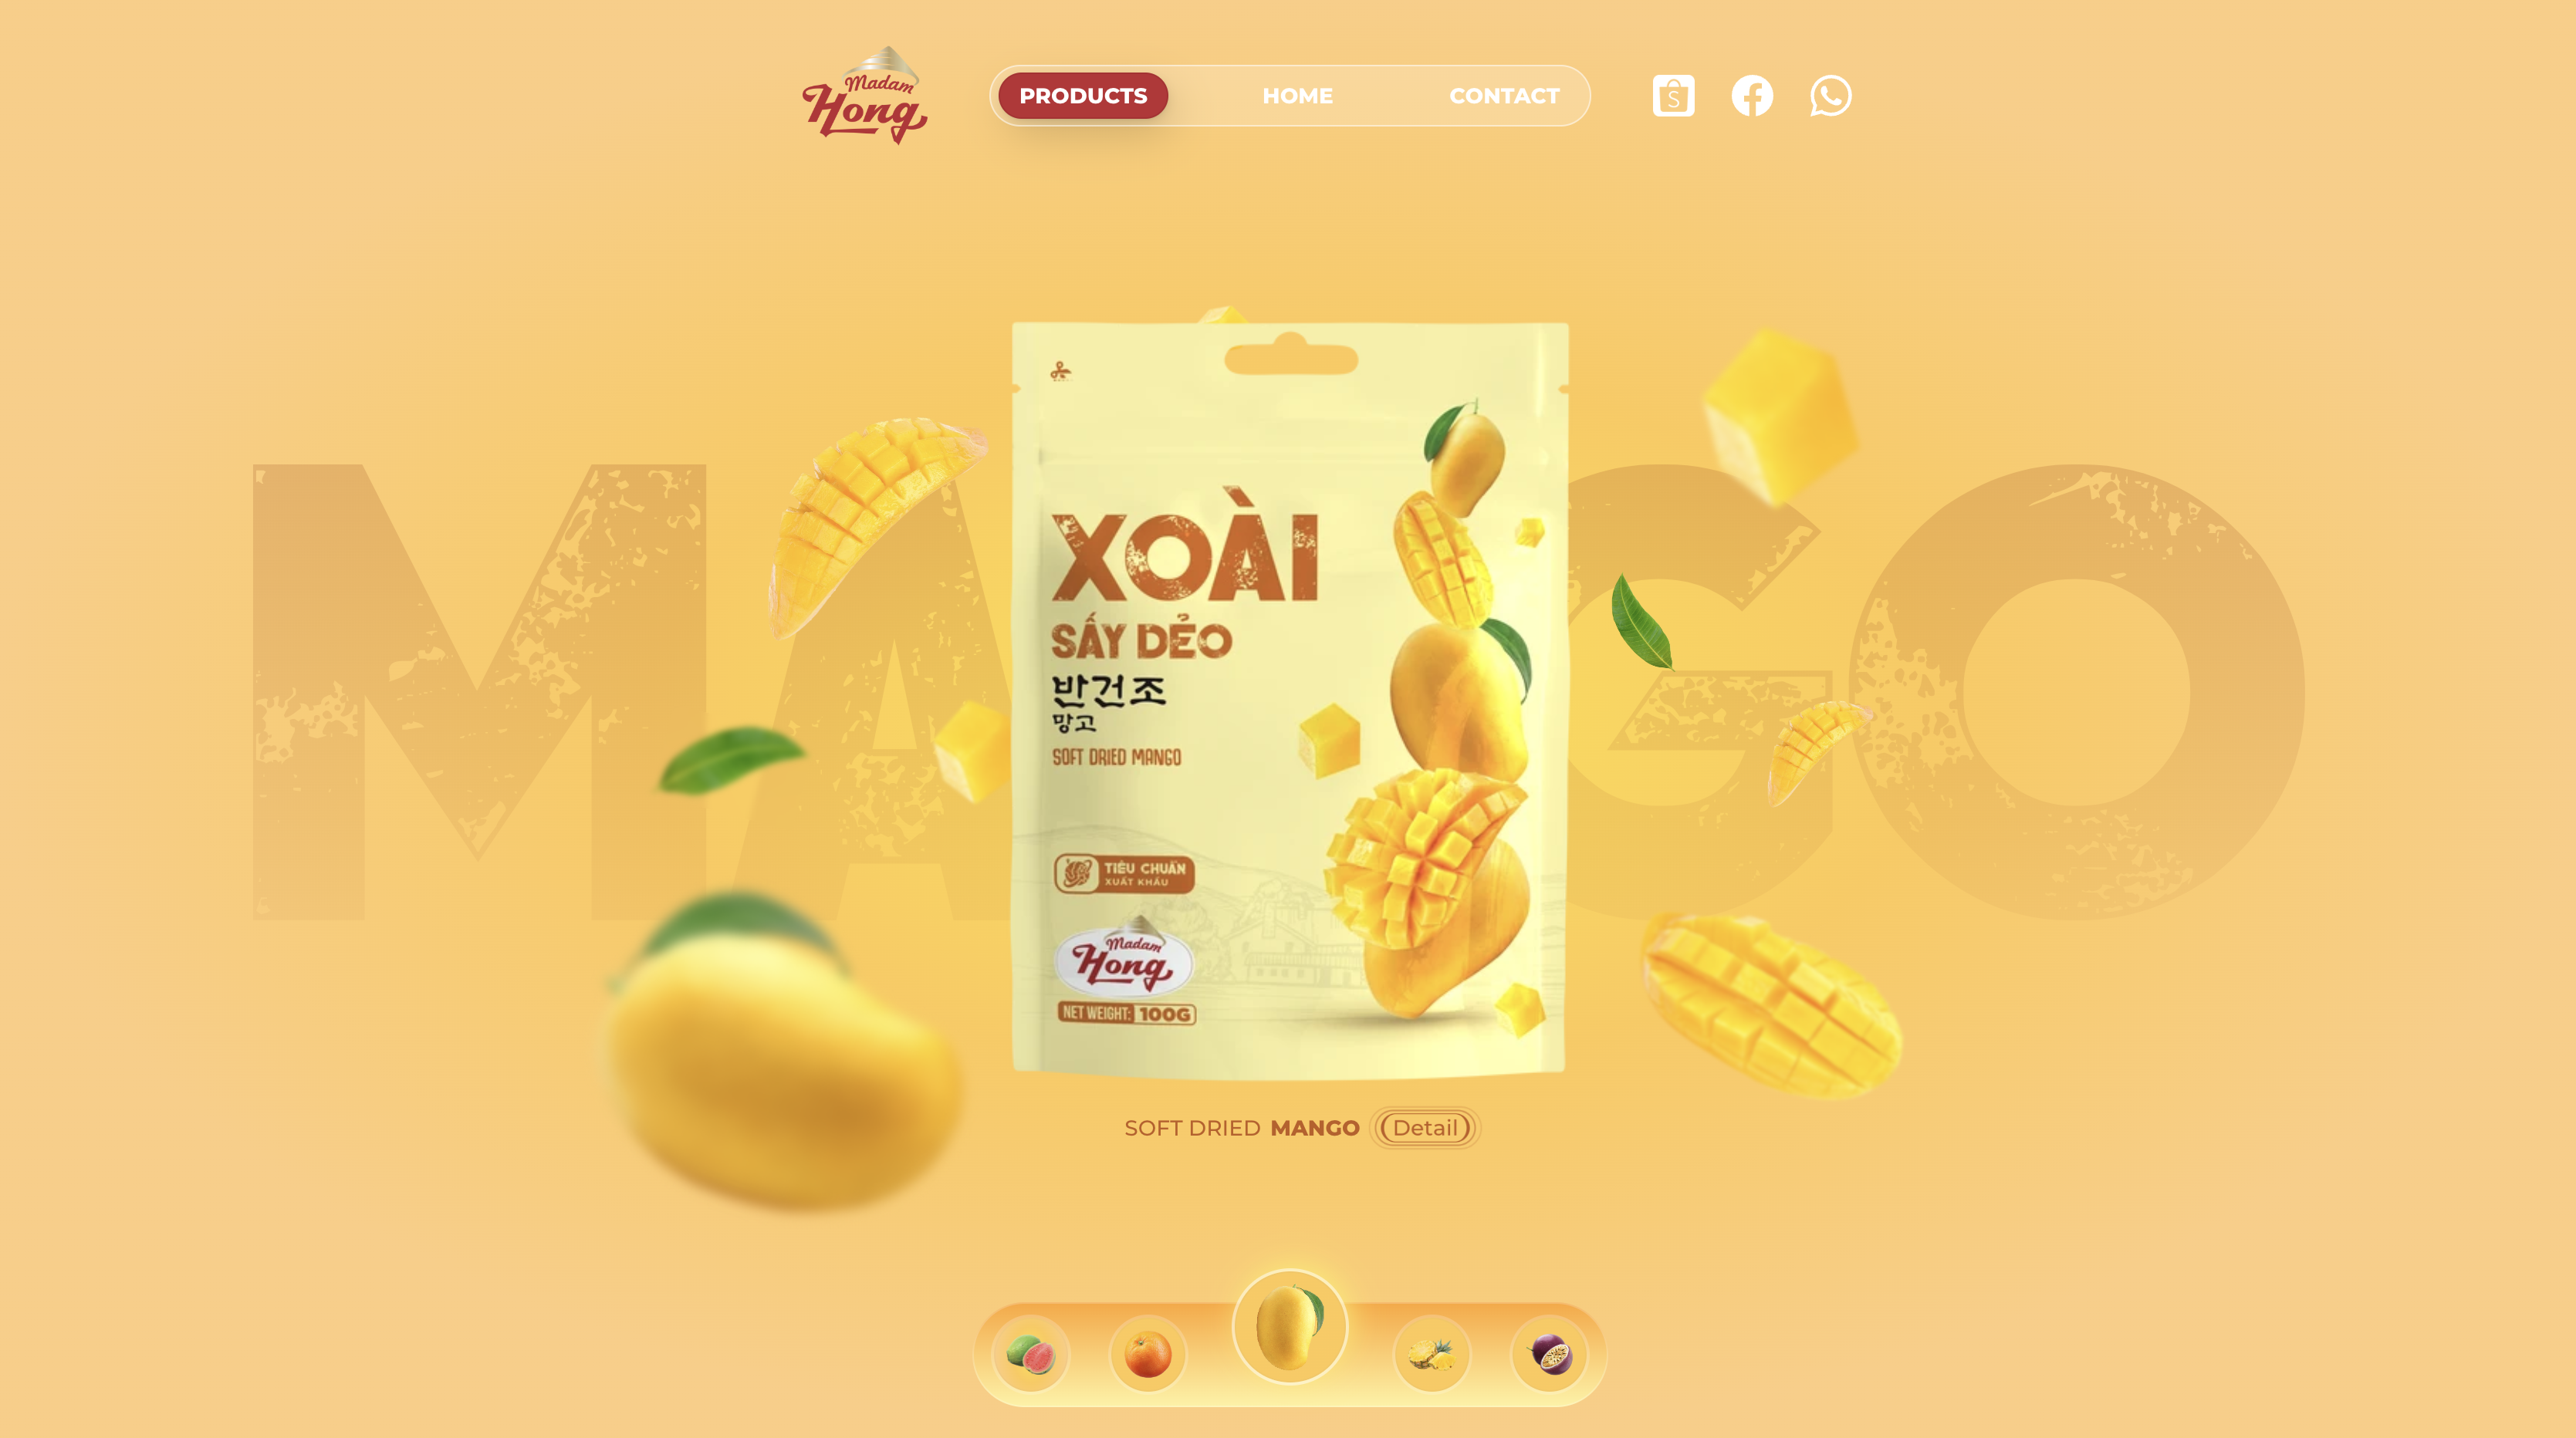 Madam
Hong
PRODUCTS
HOME
CONTACT
MANGO
XOÀI
SẤY DẺO
반건조
망고
SOFT DRIED MANGO
TIÊU CHUẨN
XUẤT KHẨU
Madam
Hong
NET WEIGHT: 100G
SOFT DRIED MANGO Detail